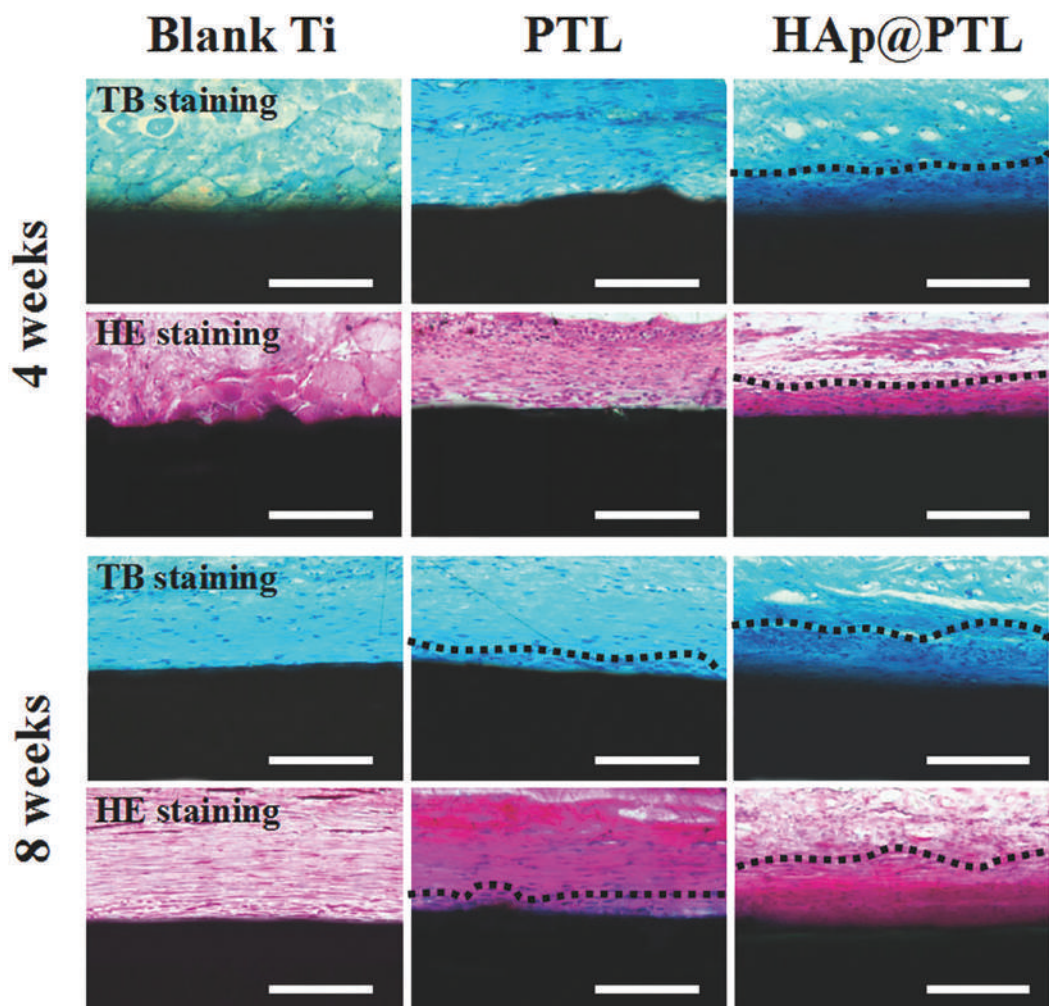 Blank Ti PTL HAp@PTL
4 weeks
TB staining
HE staining
8 weeks
TB staining
HE staining